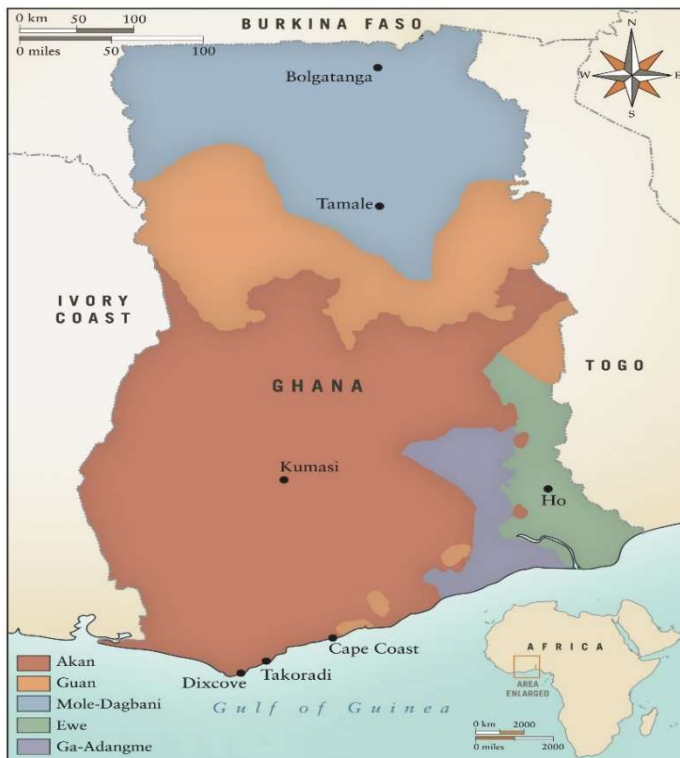 0 km 50 100
0 miles 50 100
BURKINA FASO
N
W E
S
Bolgatanga
Tamale
IVORY
COAST
TOGO
GHANA
Kumasi
Ho
Cape Coast
Takoradi
Dixcove
Gulf of Guinea
Akan
Guan
Mole-Dagbani
Ewe
Ga-Adangme
AFRICA
AREA
ENLARGED
0 km 2000
0 miles 2000